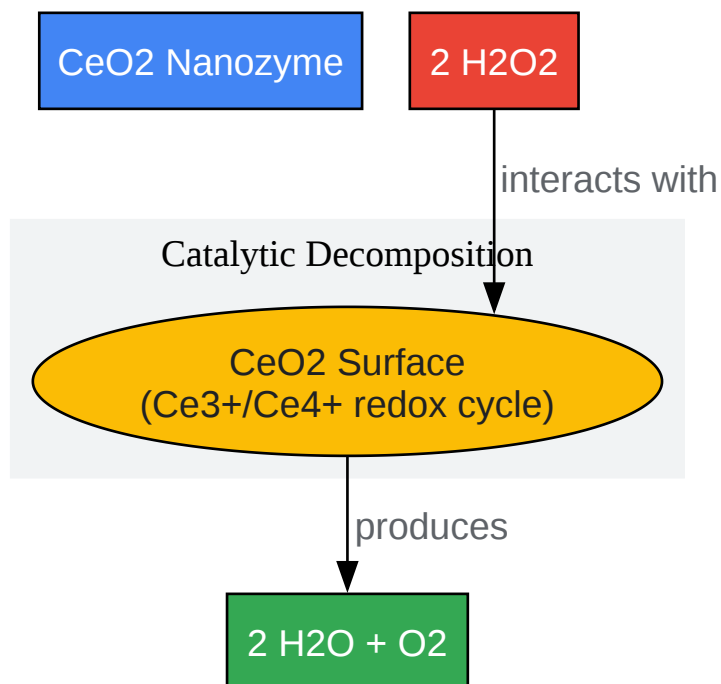 CeO2 Nanozyme
2 H2O2
interacts with
Catalytic Decomposition
CeO2 Surface
(Ce3+/Ce4+ redox cycle)
produces
2 H2O + O2